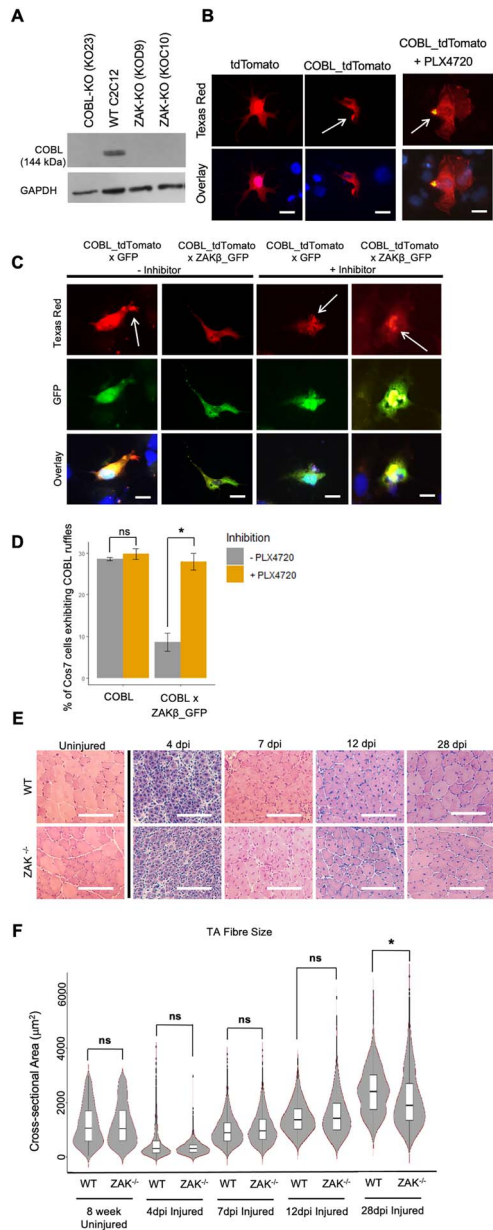 A
COBL-KO (KO23)
WT C2C12
ZAK-KO (KOD9)
ZAK-KO (KOC10)
COBL
(144 kDa)
GAPDH
B
tdTomato
COBL_tdTomato
COBL_tdTomato
+ PLX4720
Texas Red
Overlay
C
COBL_tdTomato
x GFP
COBL_tdTomato
x ZAKβ_GFP
COBL_tdTomato
x GFP
COBL_tdTomato
x ZAKβ_GFP
- Inhibitor
+ Inhibitor
Texas Red
GFP
Overlay
D
% of Cos7 cells exhibiting COBL ruffles
30
20
10
0
ns
*
COBL
COBL x
ZAKβ_GFP
Inhibition
- PLX4720
+ PLX4720
E
Uninjured
4 dpi
7 dpi
12 dpi
28 dpi
WT
ZAK -/-
F
TA Fibre Size
Cross-sectional Area (µm²)
6000
4000
2000
0
ns
ns
ns
ns
*
WT ZAK-/- WT ZAK-/- WT ZAK-/- WT ZAK-/- WT ZAK-/-
8 week
Uninjured
4dpi Injured
7dpi Injured
12dpi Injured
28dpi Injured